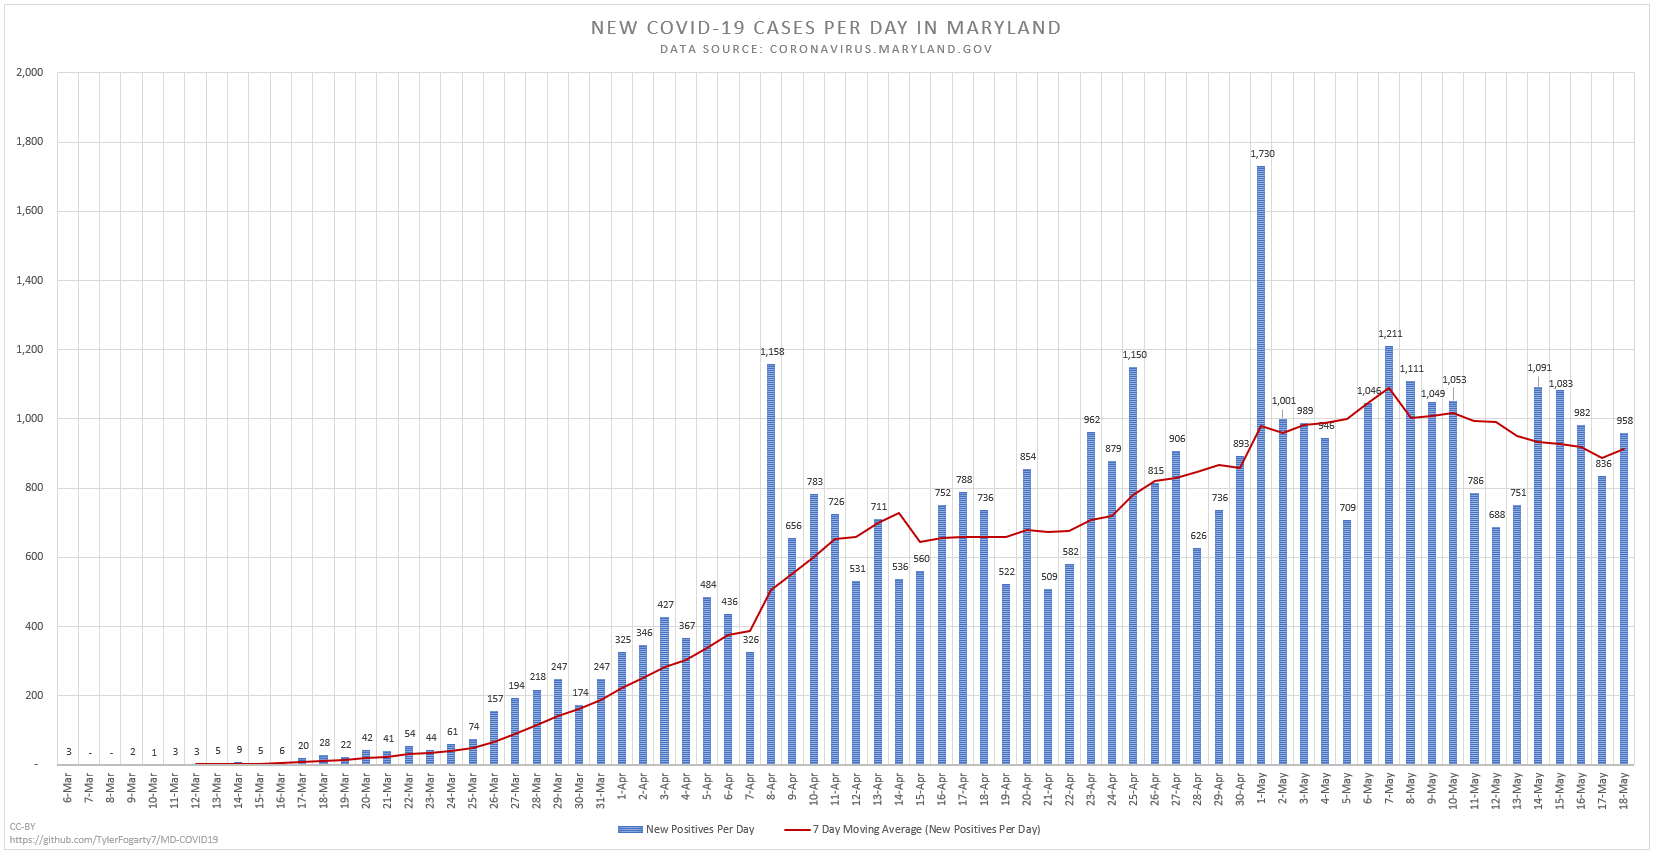 NEW COVID-19 CASES PER DAY IN MARYLAND
DATA SOURCE: CORONAVIRUS.MARYLAND.GOV
2,000
1,800
1,600
1,400
1,200
1,000
800
600
400
200
-
3
-
-
2
1
3
3
5
9
5
6
20
28
22
42
41
54
44
61
74
157
194
218
247
174
247
325
346
427
367
484
436
326
1,158
656
783
726
531
711
536
560
752
788
736
522
854
509
582
962
879
1,150
815
906
626
736
893
1,730
1,001
989
946
709
1,046
1,211
1,111
1,049
1,053
786
688
751
1,091
1,083
982
836
958
6-Mar
7-Mar
8-Mar
9-Mar
10-Mar
11-Mar
12-Mar
13-Mar
14-Mar
15-Mar
16-Mar
17-Mar
18-Mar
19-Mar
20-Mar
21-Mar
22-Mar
23-Mar
24-Mar
25-Mar
26-Mar
27-Mar
28-Mar
29-Mar
30-Mar
31-Mar
1-Apr
2-Apr
3-Apr
4-Apr
5-Apr
6-Apr
7-Apr
8-Apr
9-Apr
10-Apr
11-Apr
12-Apr
13-Apr
14-Apr
15-Apr
16-Apr
17-Apr
18-Apr
19-Apr
20-Apr
21-Apr
22-Apr
23-Apr
24-Apr
25-Apr
26-Apr
27-Apr
28-Apr
29-Apr
30-Apr
1-May
2-May
3-May
4-May
5-May
6-May
7-May
8-May
9-May
10-May
11-May
12-May
13-May
14-May
15-May
16-May
17-May
18-May
New Positives Per Day
7 Day Moving Average (New Positives Per Day)
CC-BY
https://github.com/TylerFogarty7/MD-COVID19